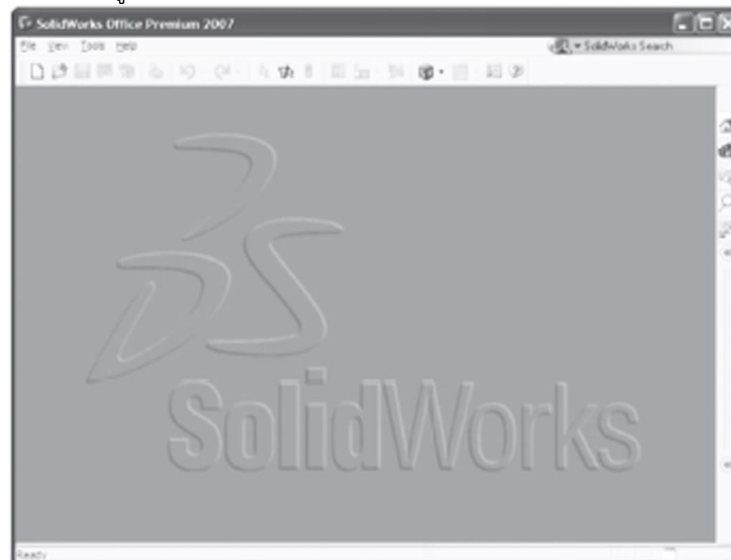 SolidWorks Office Premium 2007
File View Tools Help
SolidWorks Search
SolidWorks
Ready